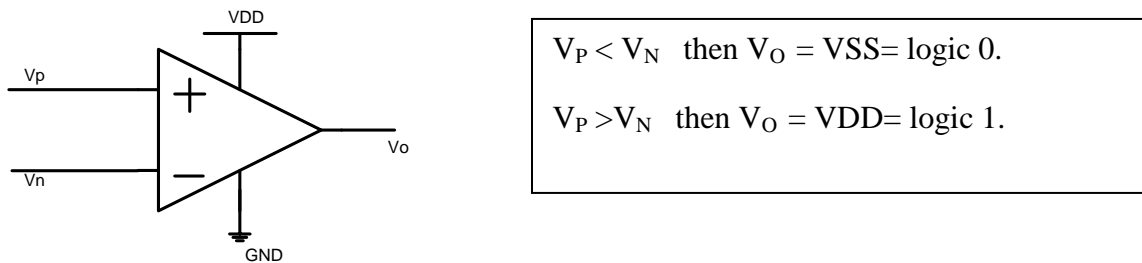 VDD
Vp
+
Vo
Vn
−
GND
V_P < V_N then V_O = VSS= logic 0.
V_P >V_N then V_O = VDD= logic 1.